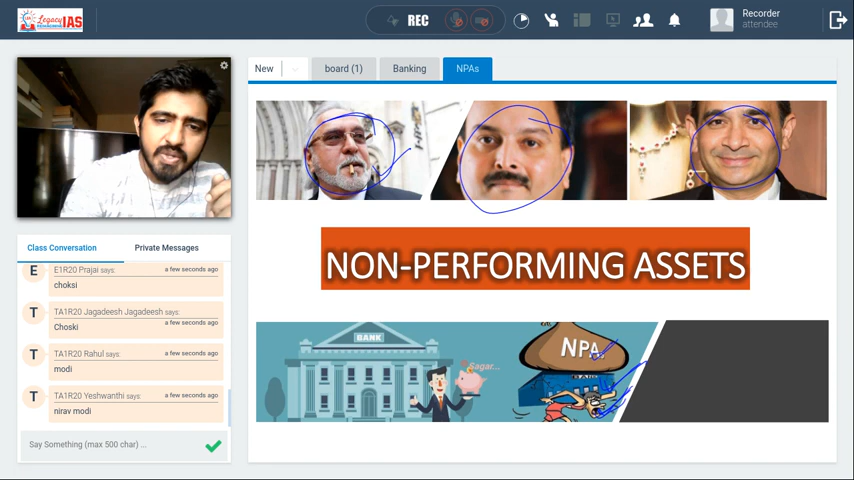 Legacy
IAS
REC
Recorder
attendee
New
board (1)
Banking
NPAs
Class Conversation
Private Messages
E
E1R20 Prajai says:
a few seconds ago
choksi
T
TA1R20 Jagadeesh Jagadeesh says:
a few seconds ago
Choski
T
TA1R20 Rahul says:
a few seconds ago
modi
T
TA1R20 Yeshwanthi says:
a few seconds ago
nirav modi
Say Something (max 500 char) ...
NON-PERFORMING ASSETS
BANK
Sagar...
NPA
BANK